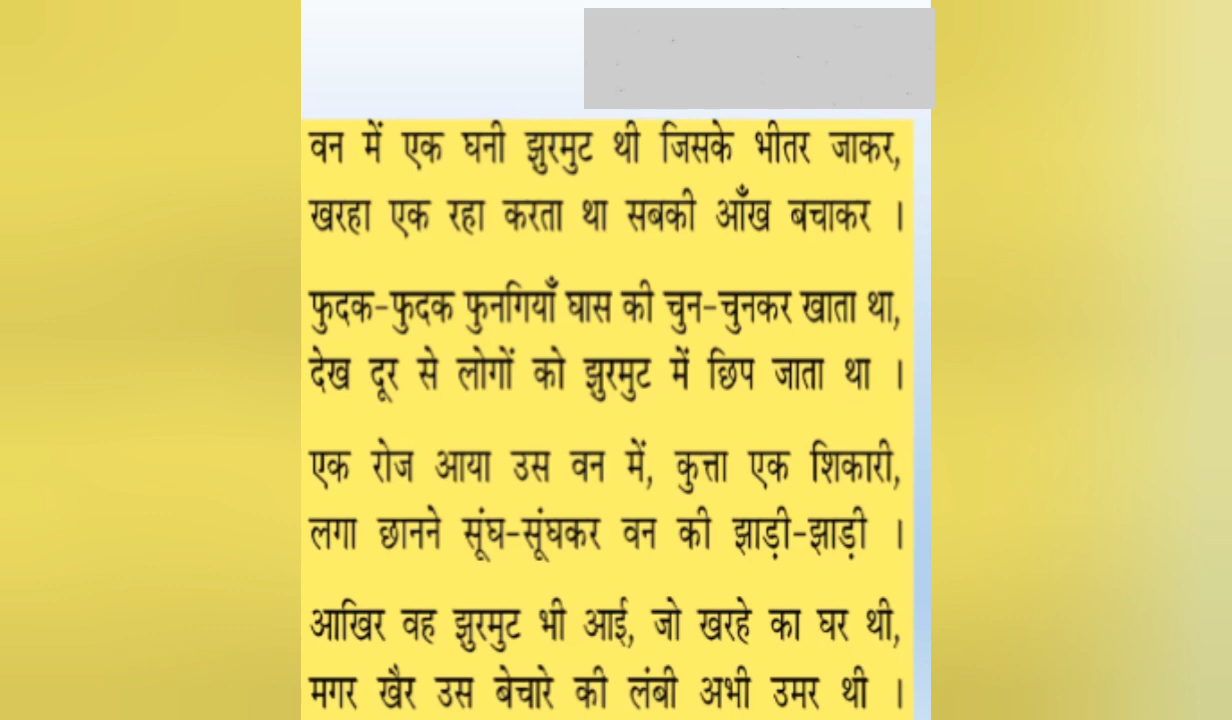 वन में एक घनी झुरमुट थी जिसके भीतर जाकर,
खरहा एक रहा करता था सबकी आँख बचाकर ।
फुदक-फुदक फुनगियाँ घास की चुन-चुनकर खाता था,
देख दूर से लोगों को झुरमुट में छिप जाता था ।
एक रोज आया उस वन में, कुत्ता एक शिकारी,
लगा छानने सूंघ-सूंघकर वन की झाड़ी-झाड़ी ।
आखिर वह झुरमुट भी आई, जो खरहे का घर थी,
मगर खैर उस बेचारे की लंबी अभी उमर थी ।